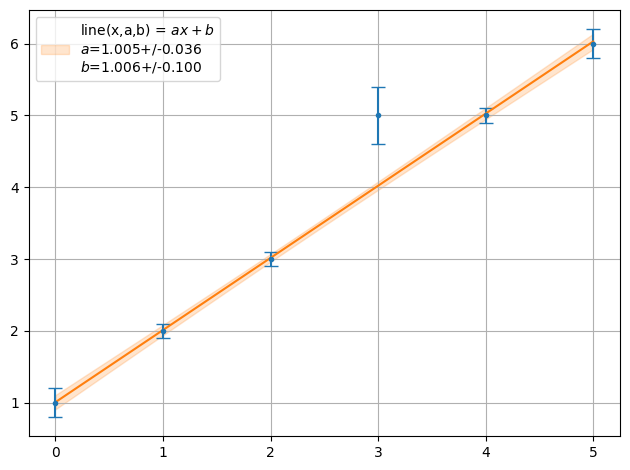 line(x,a,b) = ax + b
a=1.005+/-0.036
b=1.006+/-0.100
6
5
4
3
2
1
0 1 2 3 4 5